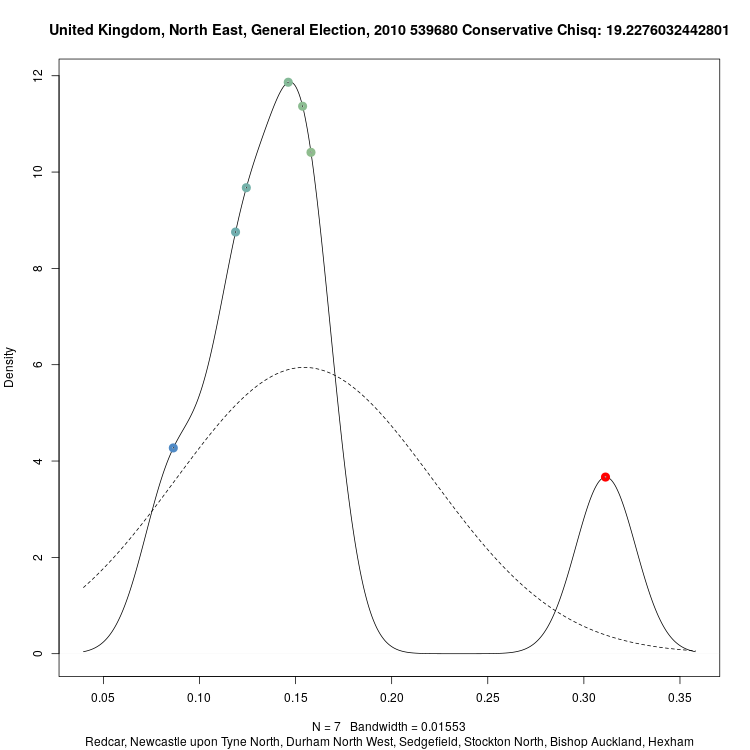 United Kingdom, North East, General Election, 2010 539680 Conservative Chisq: 19.2276032442801
Density
12
10
8
6
4
2
0
0.05 0.10 0.15 0.20 0.25 0.30 0.35
N = 7 Bandwidth = 0.01553
Redcar, Newcastle upon Tyne North, Durham North West, Sedgefield, Stockton North, Bishop Auckland, Hexham